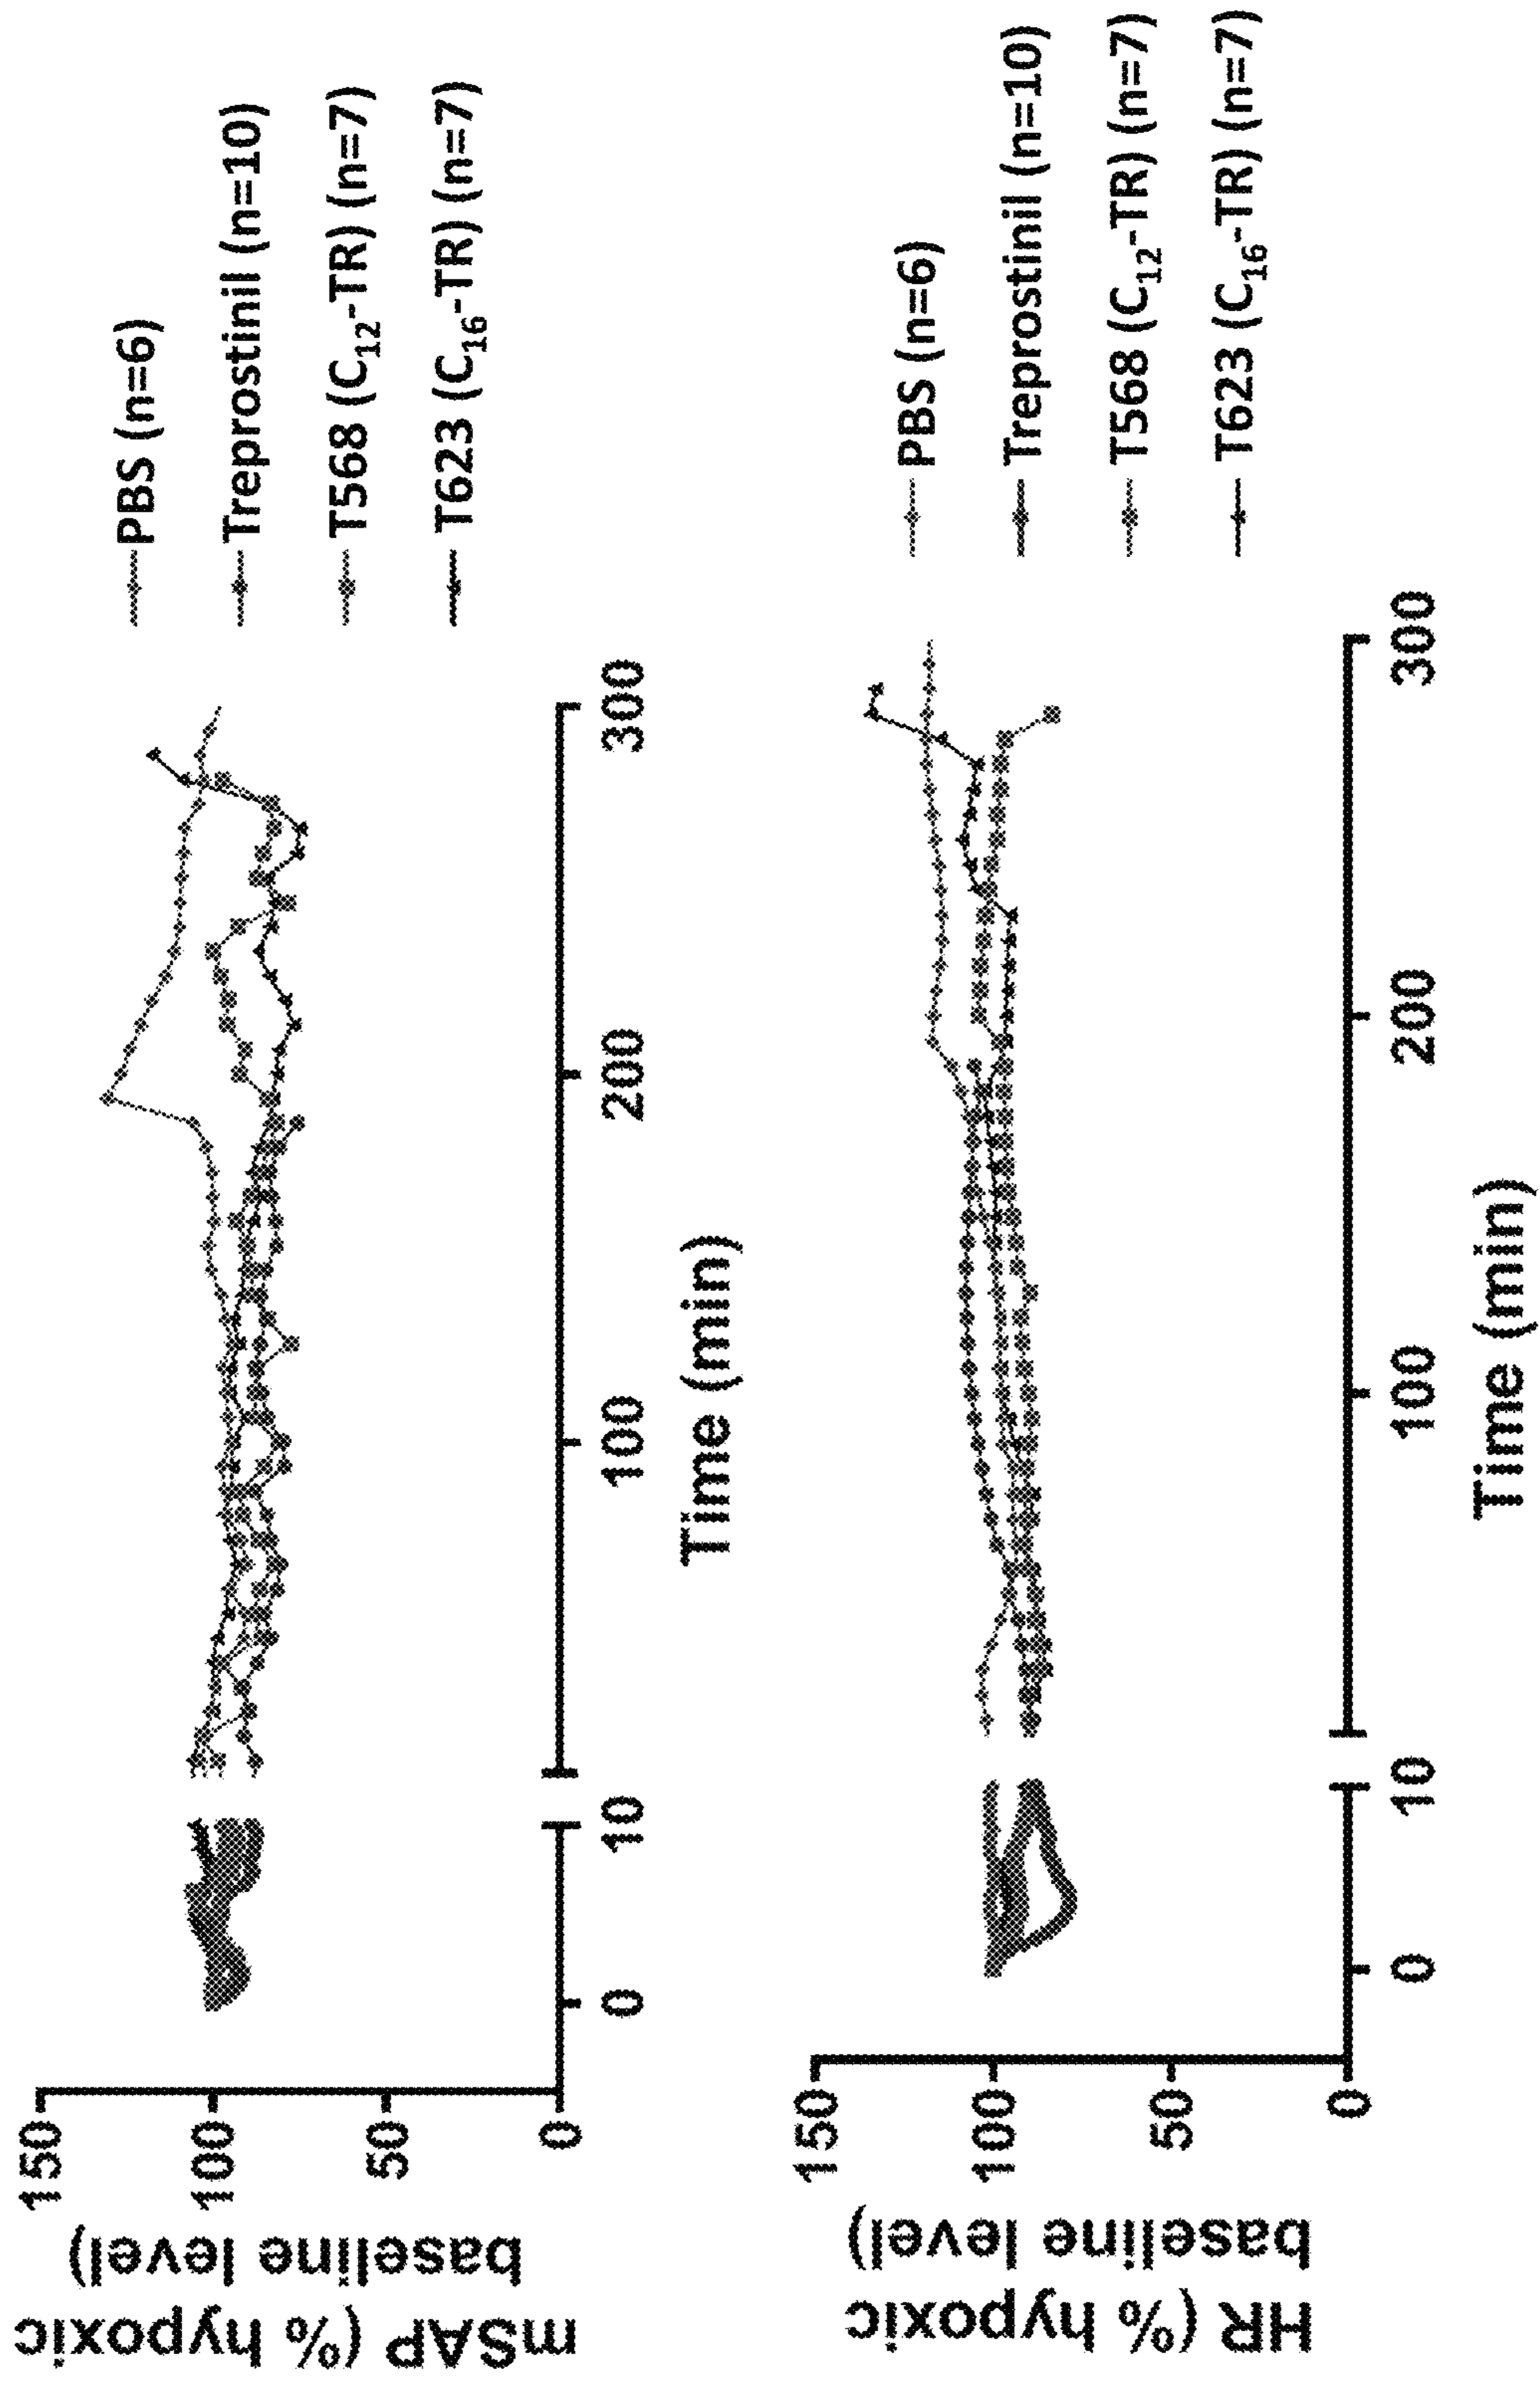 mSAP (% hypoxic
baseline level)
150
100
50
0
0
10
100
200
300
Time (min)
PBS (n=6)
Treprostinil (n=10)
T568 (C₁₂-TR) (n=7)
T623 (C₁₆-TR) (n=7)
HR (% hypoxic
baseline level)
150
100
50
0
0
10
100
200
300
Time (min)
PBS (n=6)
Treprostinil (n=10)
T568 (C₁₂-TR) (n=7)
T623 (C₁₆-TR) (n=7)